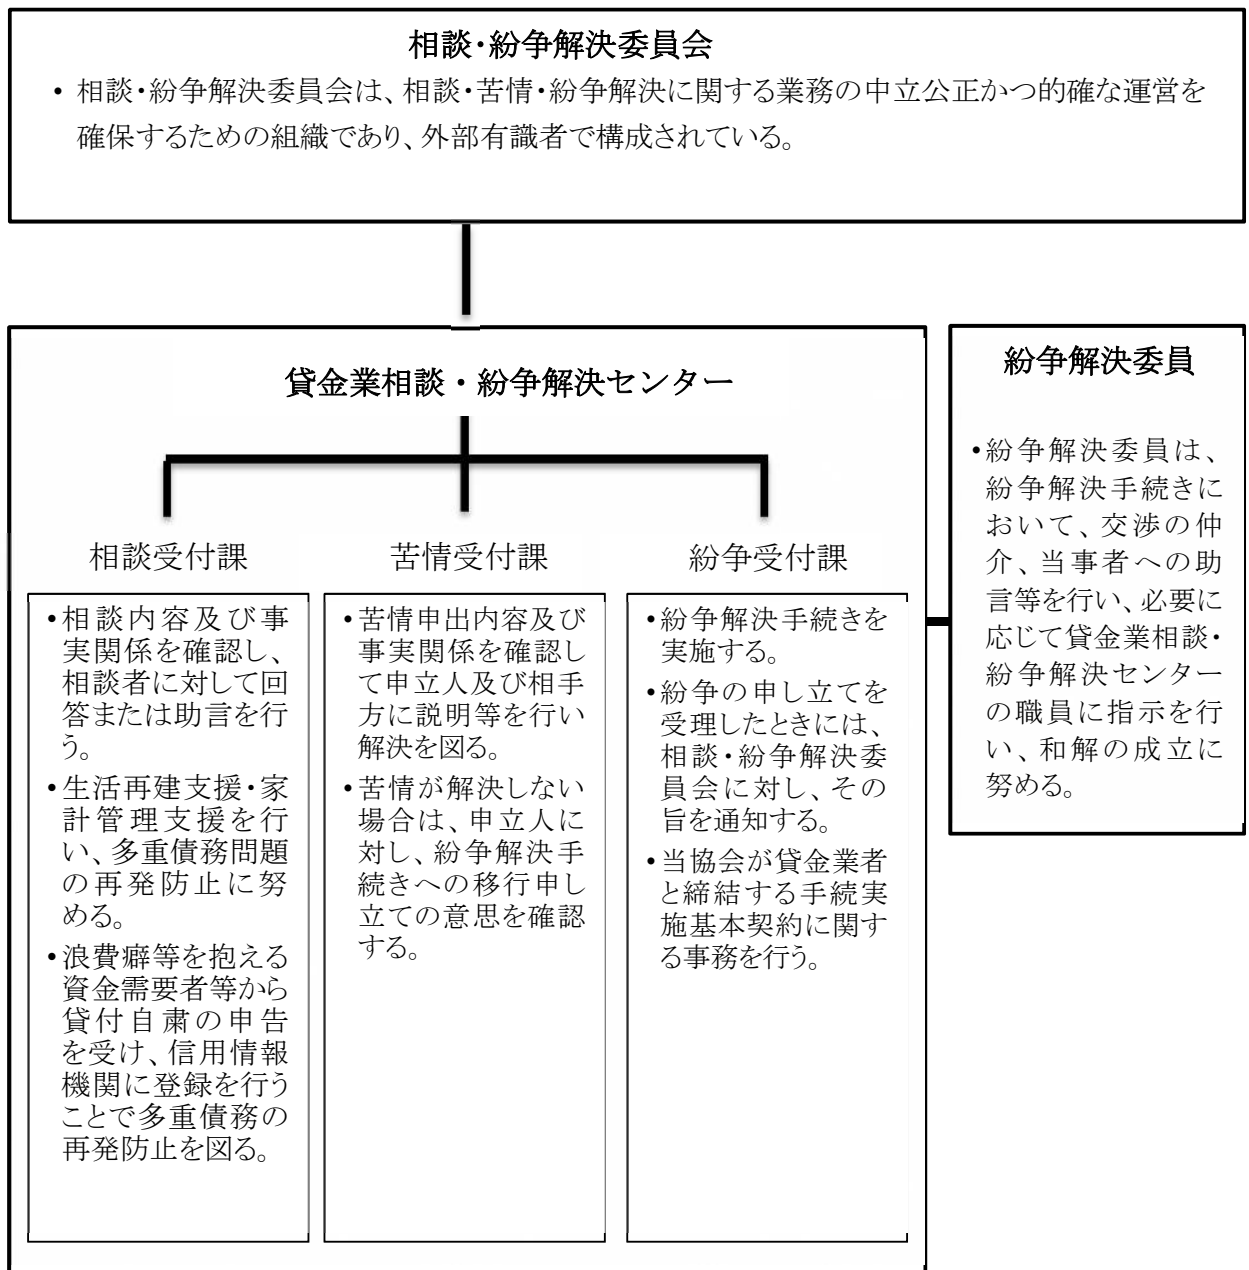 相談・紛争解決委員会
• 相談・紛争解決委員会は、相談・苦情・紛争解決に関する業務の中立公正かつ的確な運営を
確保するための組織であり、外部有識者で構成されている。
貸金業相談・紛争解決センター
相談受付課
•相談内容及び事
実関係を確認し、
相談者に対して回
答または助言を行
う。
•生活再建支援・家
計管理支援を行
い、多重債務問題
の再発防止に努
める。
•浪費癖等を抱える
資金需要者等から
貸付自粛の申告
を受け、信用情報
機関に登録を行う
ことで多重債務の
再発防止を図る。
苦情受付課
•苦情申出内容及び
事実関係を確認し
て申立人及び相手
方に説明等を行い
解決を図る。
•苦情が解決しない
場合は、申立人に
対し、紛争解決手
続きへの移行申し
立ての意思を確認
する。
紛争受付課
•紛争解決手続きを
実施する。
•紛争の申し立てを
受理したときには、
相談・紛争解決委
員会に対し、その
旨を通知する。
•当協会が貸金業者
と締結する手続実
施基本契約に関す
る事務を行う。
紛争解決委員
•紛争解決委員は、
紛争解決手続きに
おいて、交渉の仲
介、当事者への助
言等を行い、必要に
応じて貸金業相談・
紛争解決センター
の職員に指示を行
い、和解の成立に
努める。